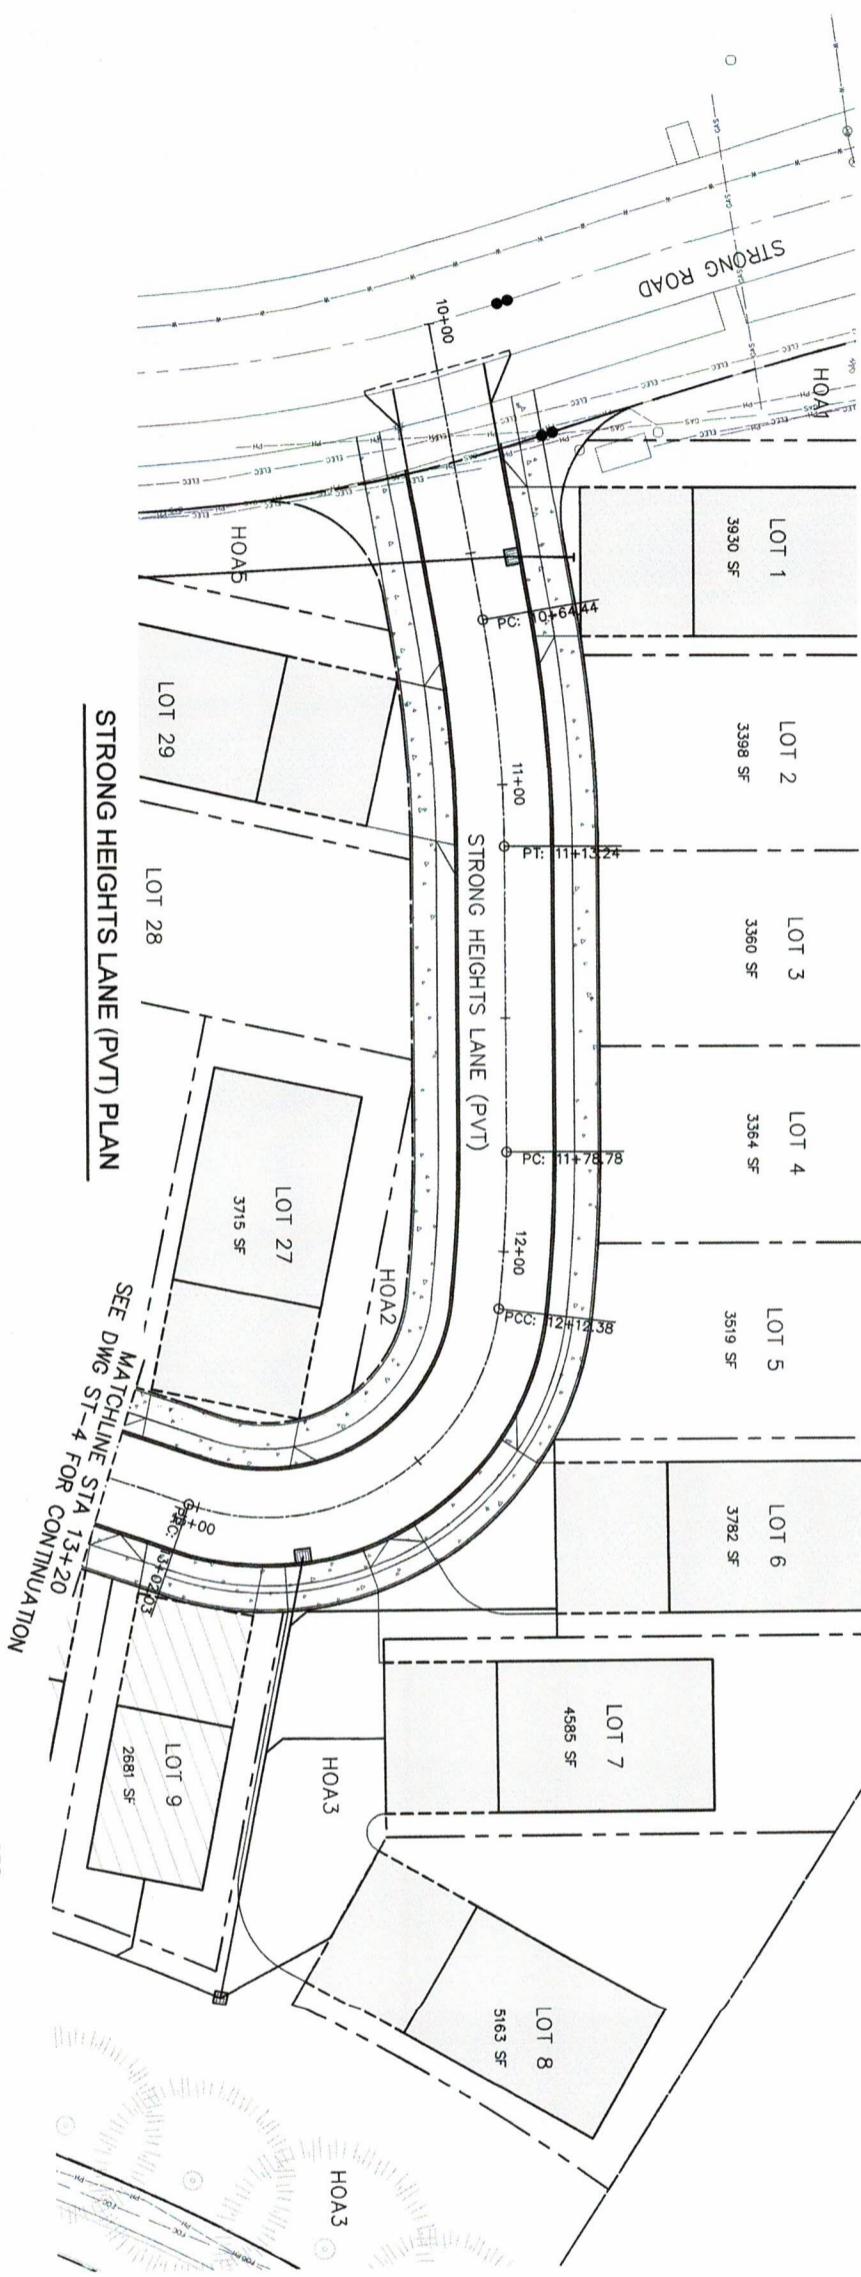 STRONG ROAD
10+00
HOA1
HOA5
LOT 1
3930 SF
PC: 10+64.44
LOT 29
LOT 2
3398 SF
11+00
PT: 11+13.24
STRONG HEIGHTS LANE (PVT)
LOT 28
LOT 3
3360 SF
LOT 4
3364 SF
PC: 11+78.78
12+00
LOT 27
3715 SF
HOA2
PCC: 12+12.38
LOT 5
3519 SF
LOT 6
3782 SF
LOT 7
4585 SF
HOA3
LOT 9
2681 SF
LOT 8
5163 SF
HOA3
MATCHLINE STA 13+20
SEE DWG ST-4 FOR CONTINUATION
STRONG HEIGHTS LANE (PVT) PLAN
GAS
ELEC
PH
W
FOC